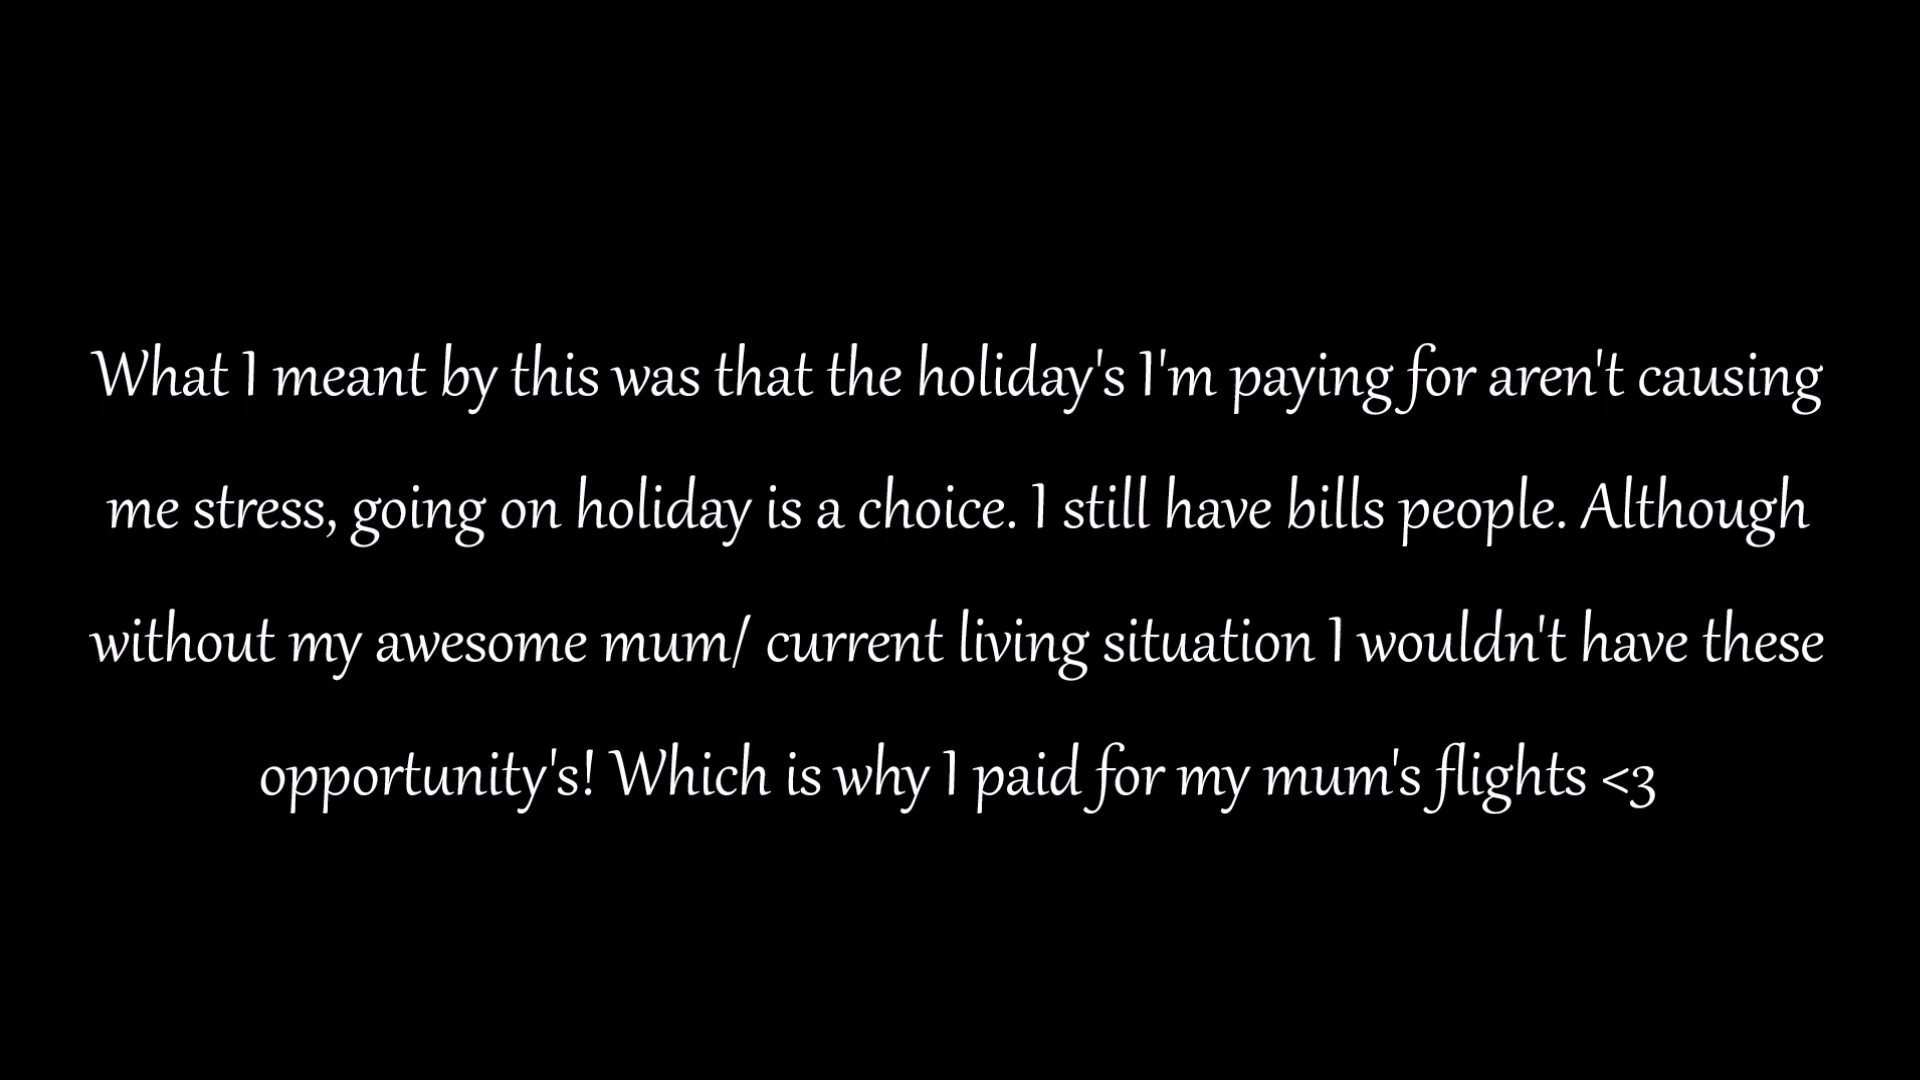 What I meant by this was that the holiday's I'm paying for aren't causing
me stress, going on holiday is a choice. I still have bills people. Although
without my awesome mum/ current living situation I wouldn't have these
opportunity's! Which is why I paid for my mum's flights <3